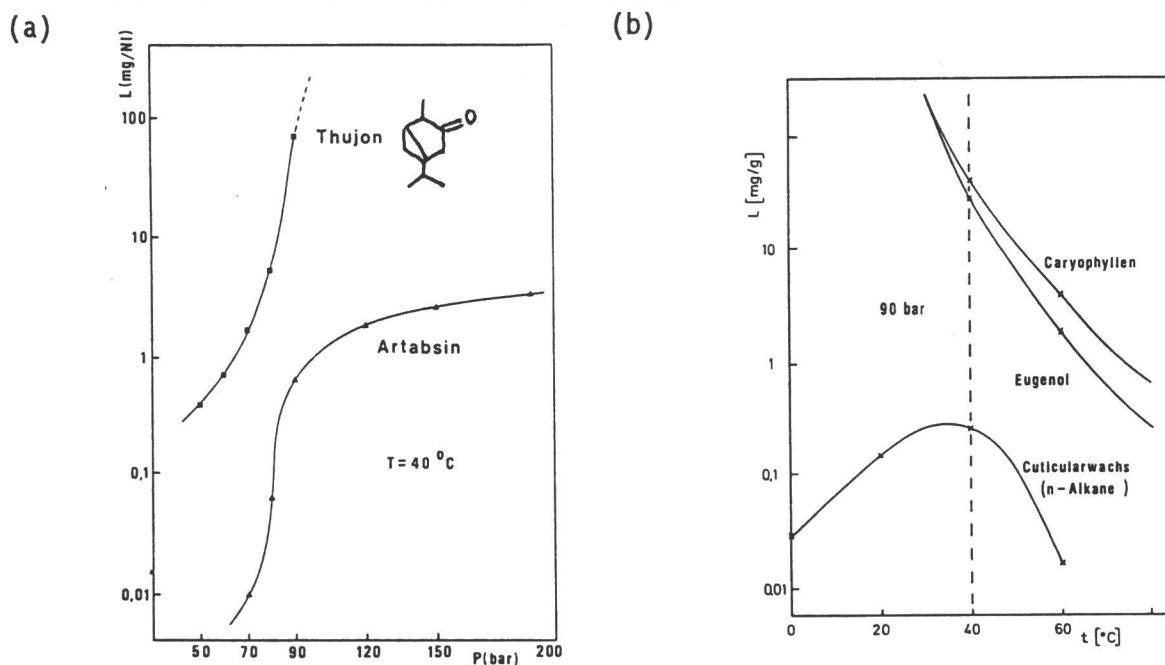 (a)
L (mg/Nl)
100
10
1
0,1
0,01
50
70
90
120
150
200
P(bar)
Thujon
O
Artabsin
T = 40 °C
(b)
L [mg/g]
10
1
0,1
0.01
0
20
40
60
t [°C]
90 bar
Caryophyllen
Eugenol
Cuticularwachs
(n-Alkane)